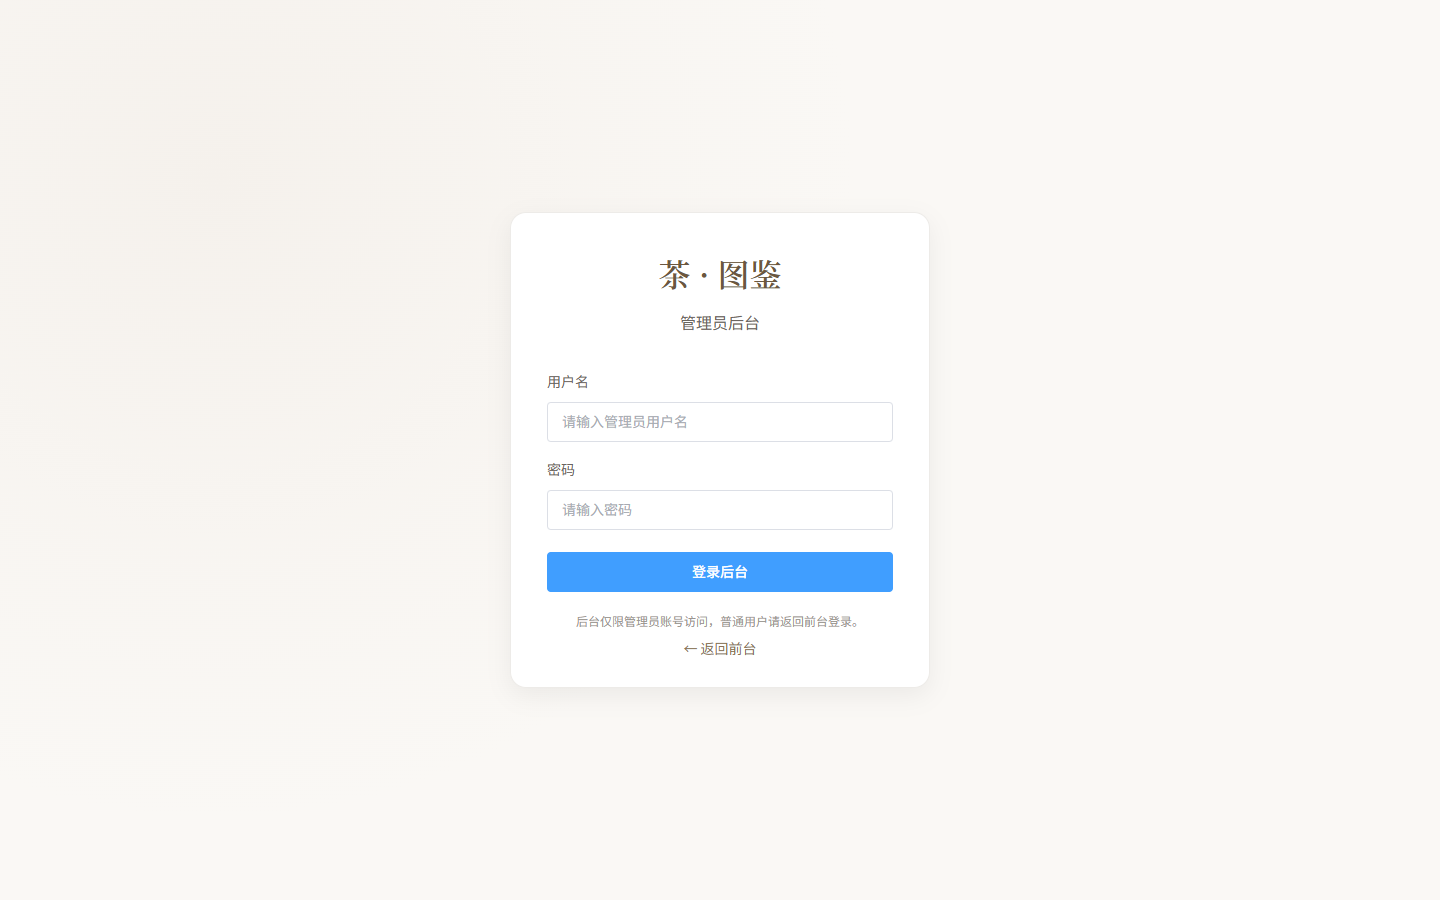 茶 · 图鉴
管理员后台
用户名
请输入管理员用户名
密码
请输入密码
登录后台
后台仅限管理员账号访问，普通用户请返回前台登录。
← 返回前台